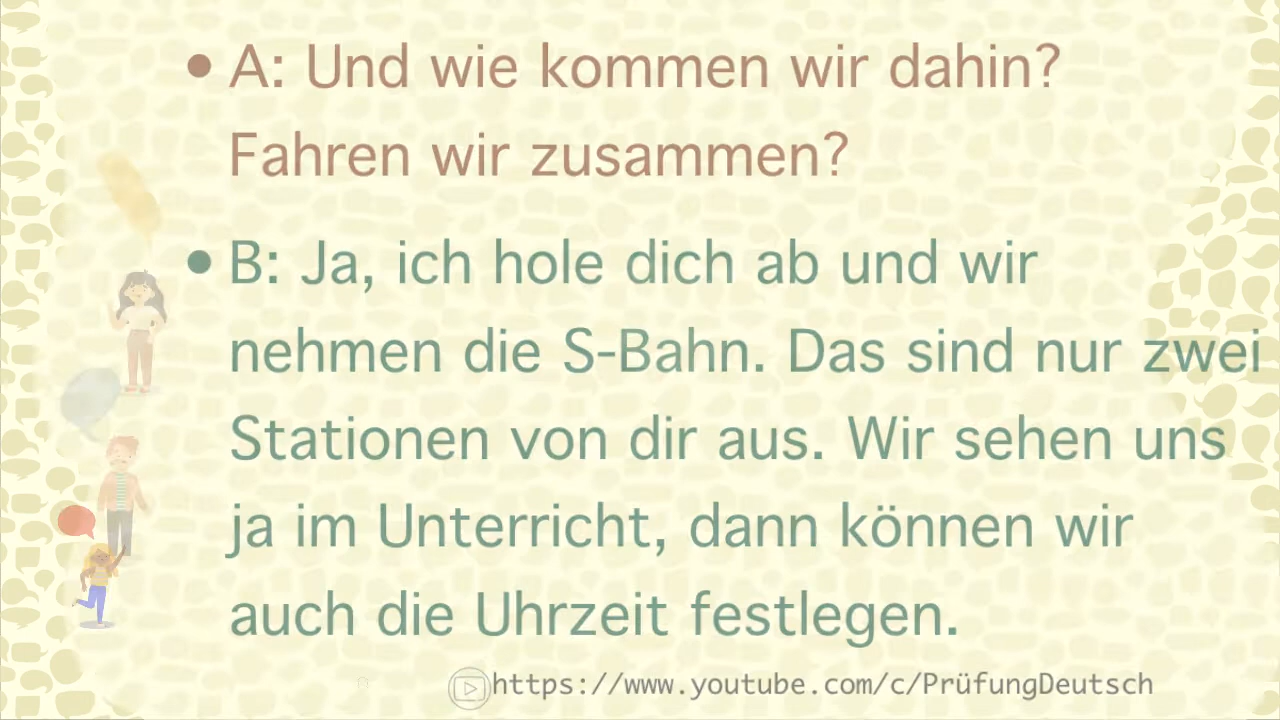 • A: Und wie kommen wir dahin?
Fahren wir zusammen?
• B: Ja, ich hole dich ab und wir
nehmen die S-Bahn. Das sind nur zwei
Stationen von dir aus. Wir sehen uns
ja im Unterricht, dann können wir
auch die Uhrzeit festlegen.
https://www.youtube.com/c/PrüfungDeutsch